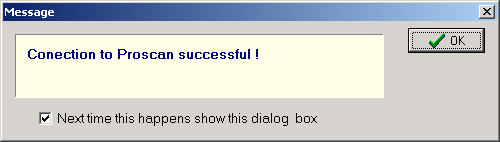 Message
Conection to Proscan successful !
OK
Next time this happens show this dialog box